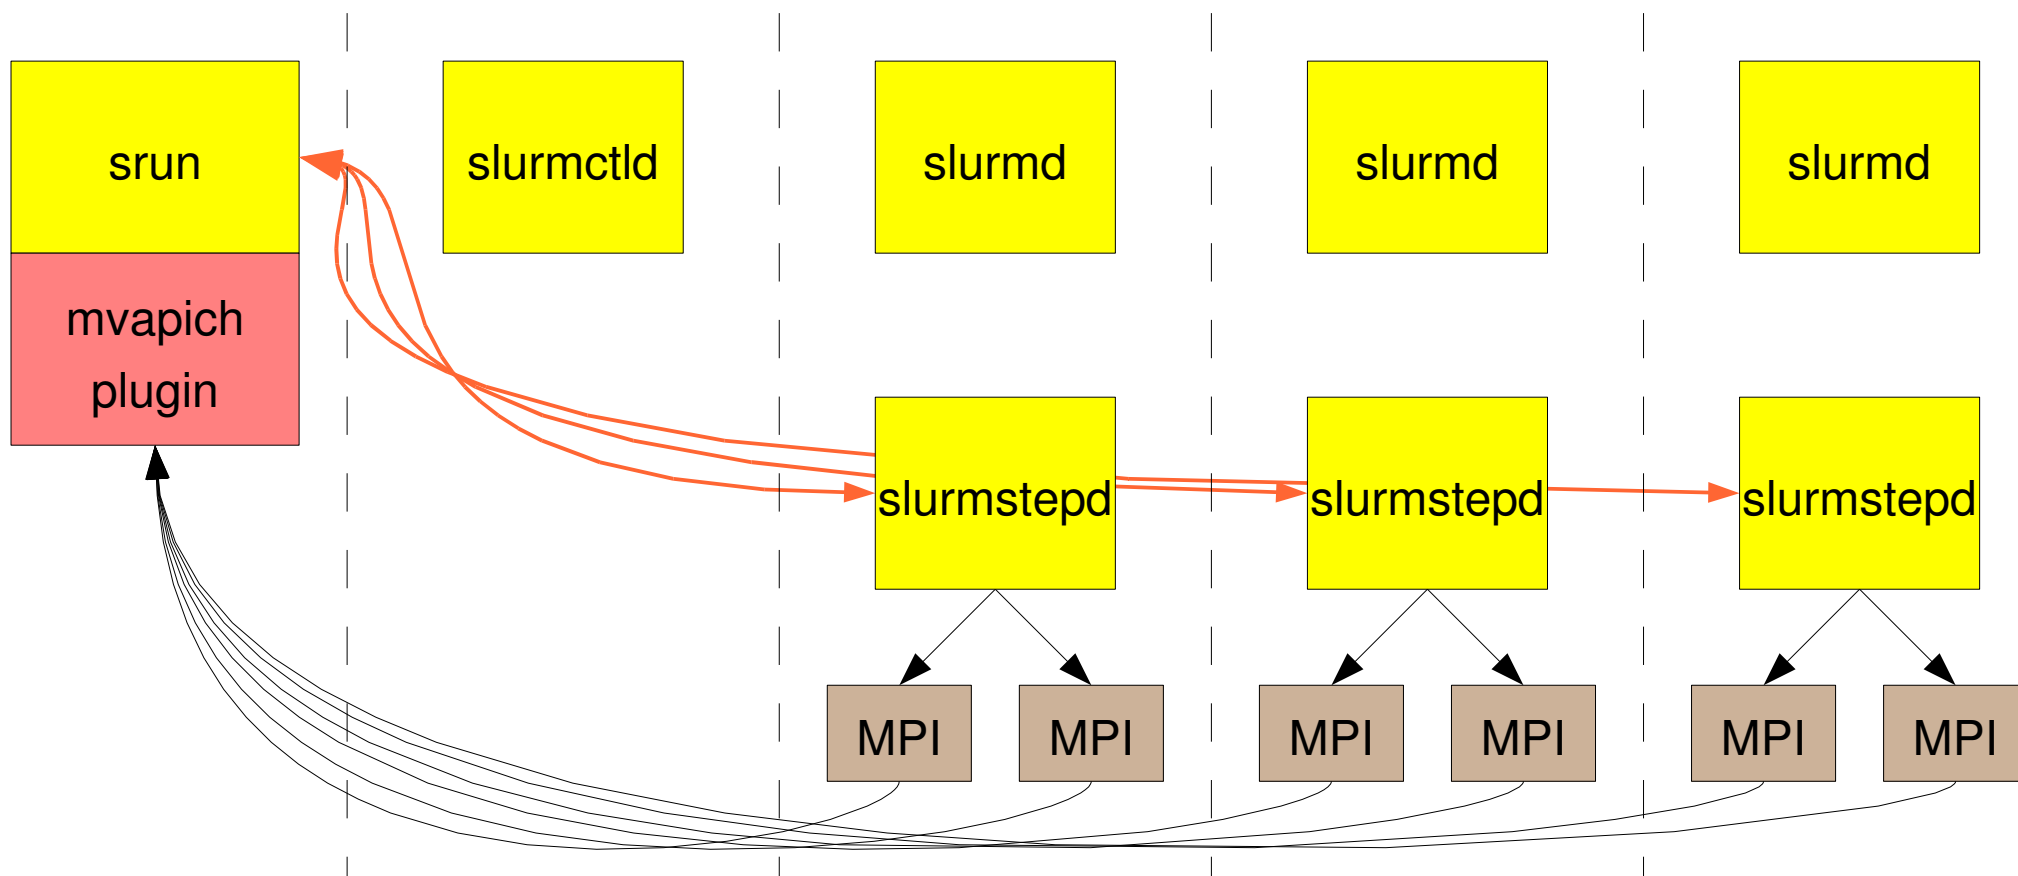 srun
slurmctld
slurmd
slurmd
slurmd
mvapich
plugin
slurmstepd
slurmstepd
slurmstepd
MPI
MPI
MPI
MPI
MPI
MPI